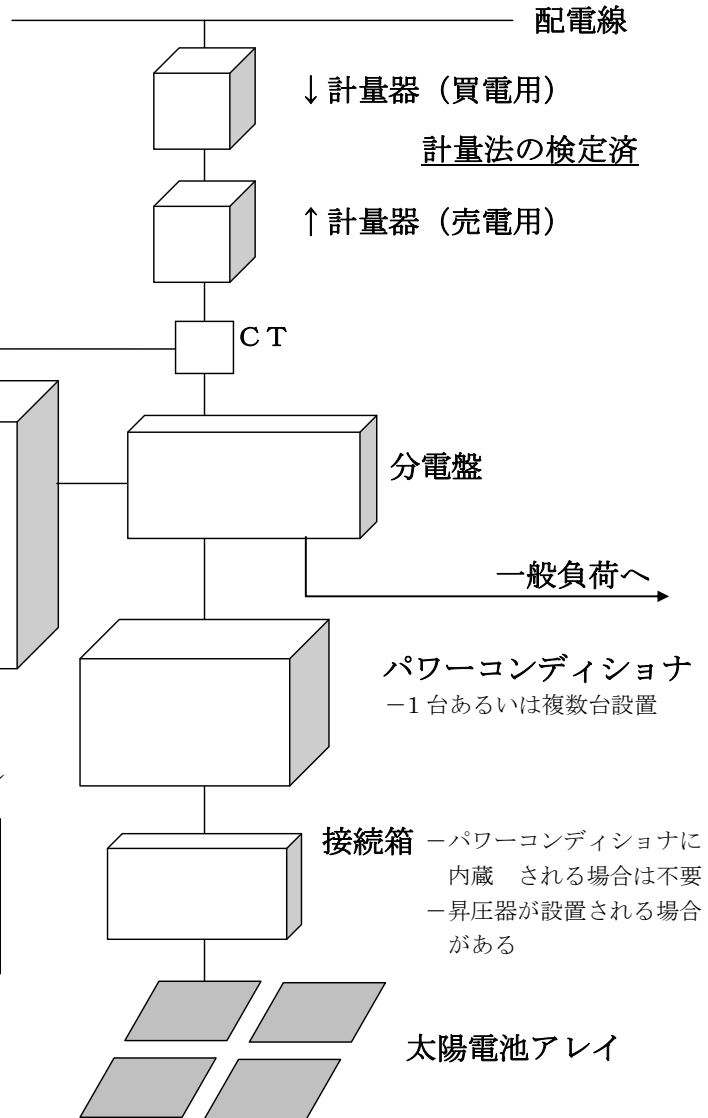 配電線
↓計量器（買電用）
計量法の検定済
↑計量器（売電用）
ＣＴ
分電盤
一般負荷へ
パワーコンディショナ
－1 台あるいは複数台設置
接続箱
－パワーコンディショナに
内蔵　される場合は不要
－昇圧器が設置される場合
がある
太陽電池アレイ